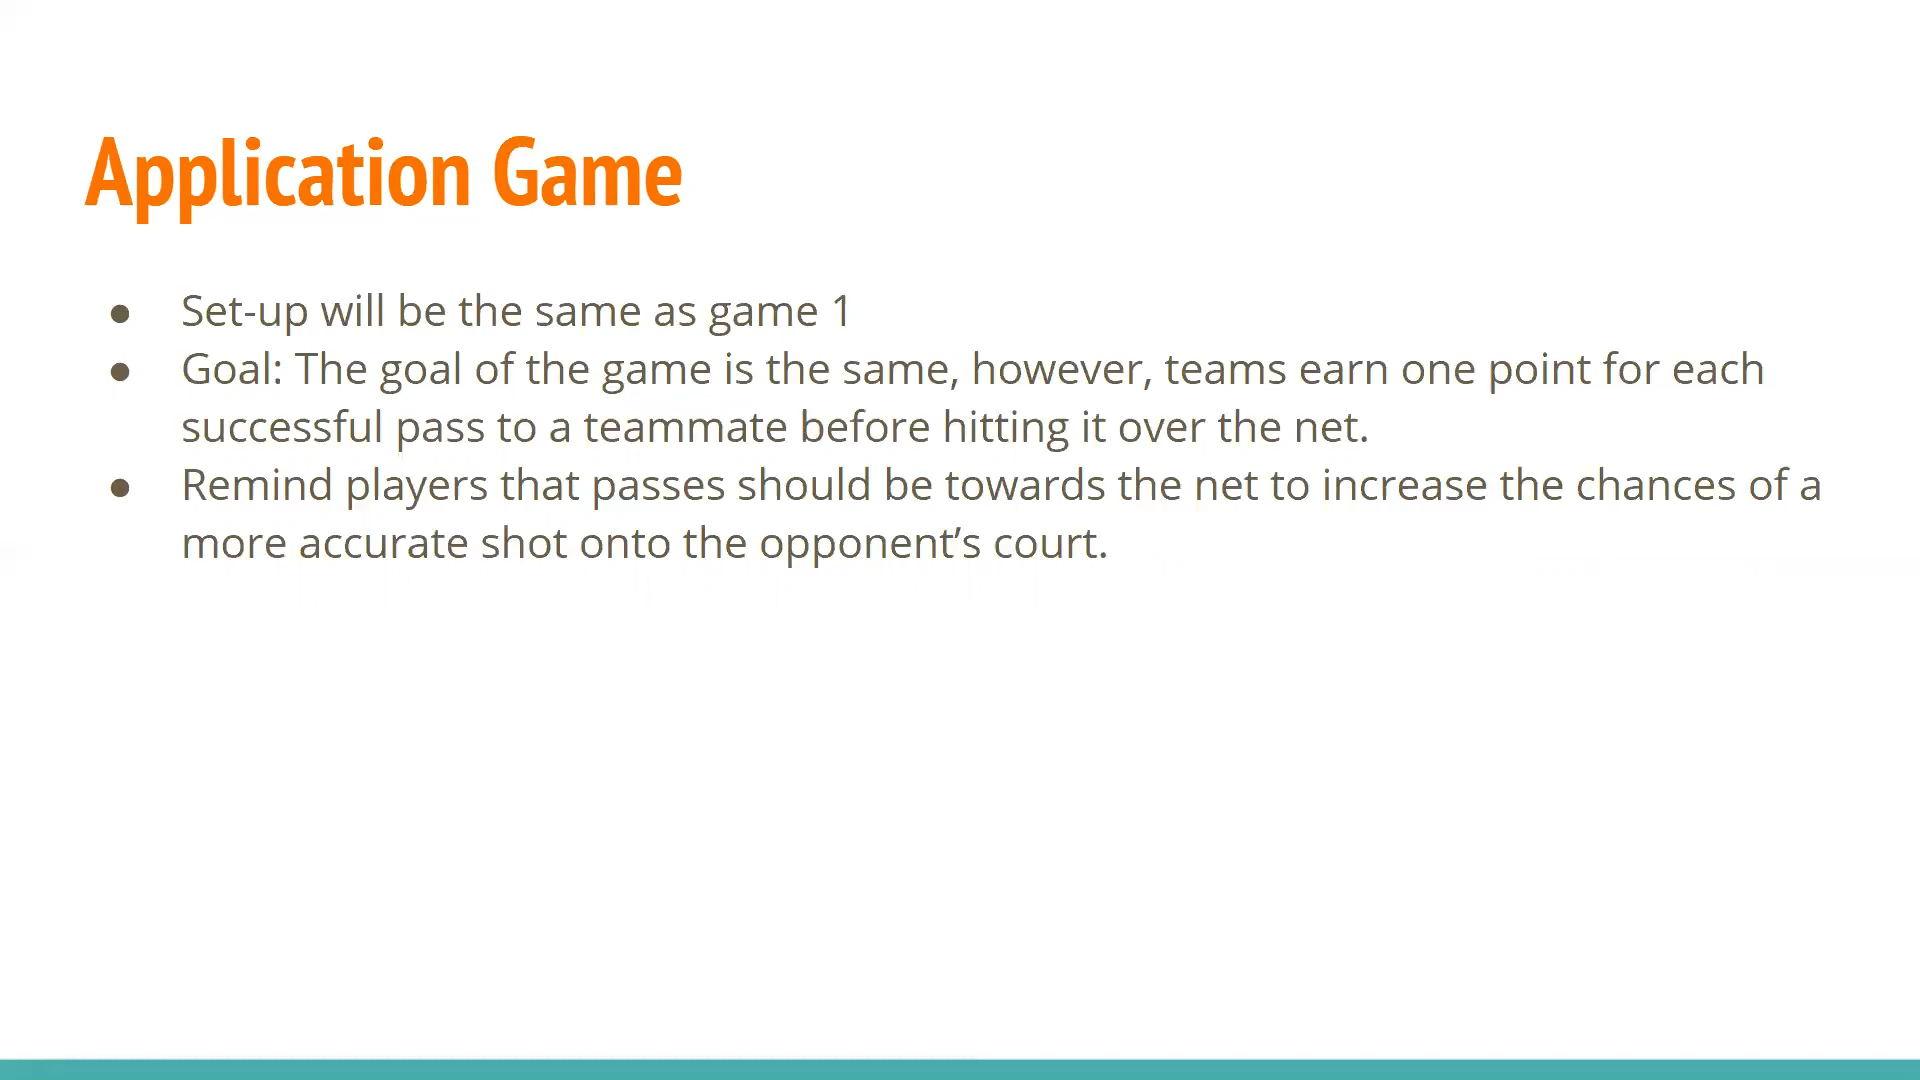 Application Game
● Set-up will be the same as game 1
● Goal: The goal of the game is the same, however, teams earn one point for each
successful pass to a teammate before hitting it over the net.
● Remind players that passes should be towards the net to increase the chances of a
more accurate shot onto the opponent’s court.